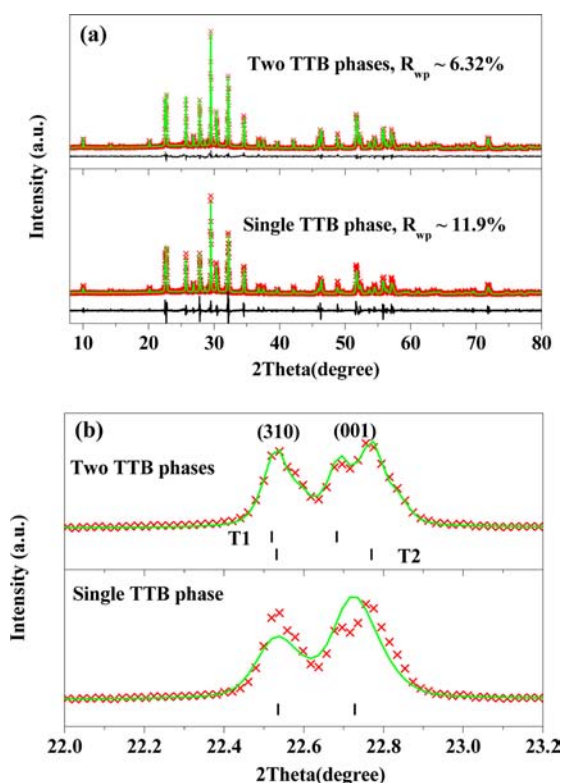 (a)
Two TTB phases, Rwp ~ 6.32%
Single TTB phase, Rwp ~ 11.9%
Intensity (a.u.)
10 20 30 40 50 60 70 80
2Theta(degree)
(b)
(310) (001)
Two TTB phases
T1
T2
Single TTB phase
Intensity (a.u.)
22.0 22.2 22.4 22.6 22.8 23.0 23.2
2Theta(degree)